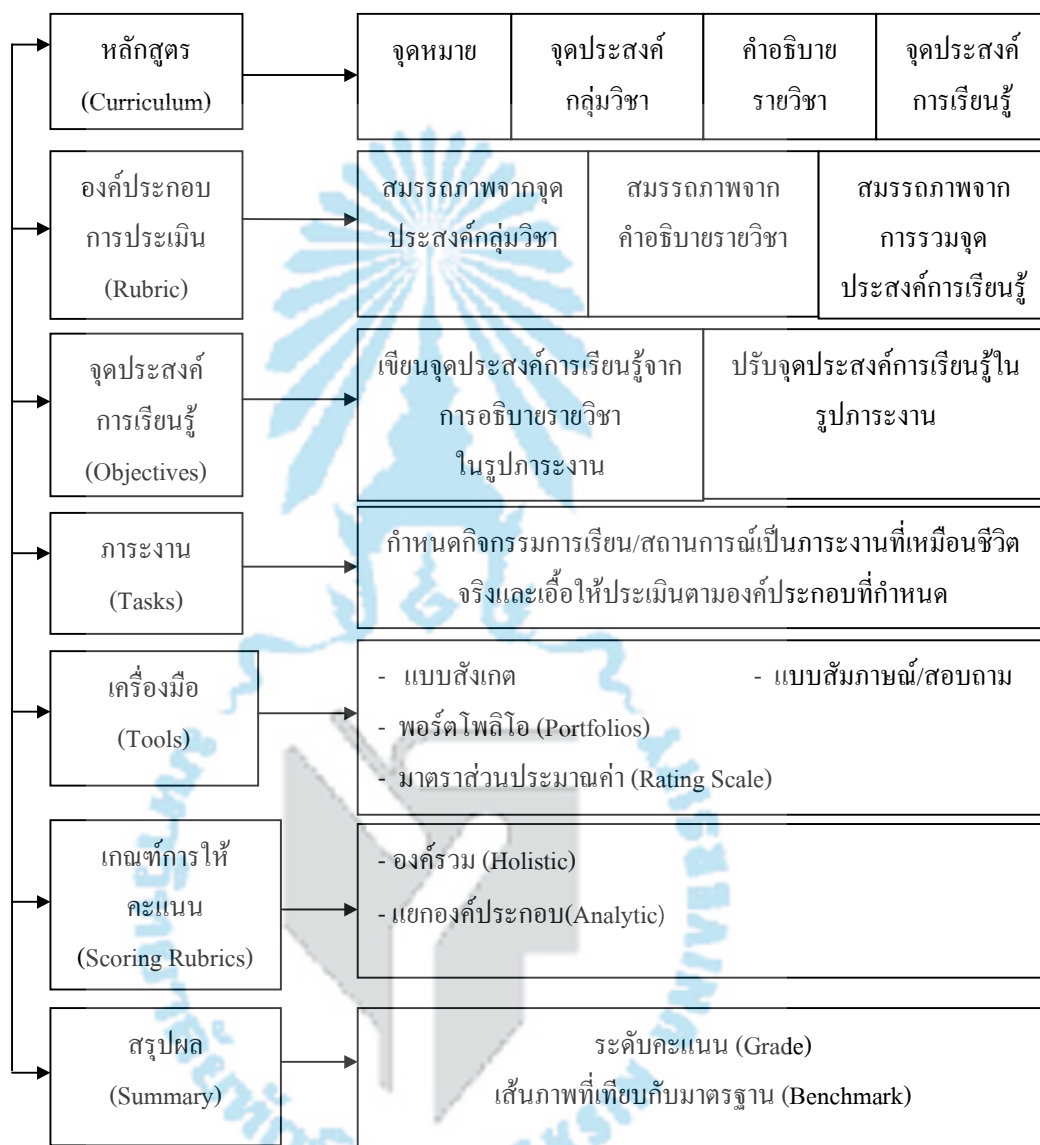 หลักสูตร
(Curriculum)
จุดหมาย
จุดประสงค์
กลุ่มวิชา
คำอธิบาย
รายวิชา
จุดประสงค์
การเรียนรู้
องค์ประกอบ
การประเมิน
(Rubric)
สมรรถภาพจากจุด
ประสงค์กลุ่มวิชา
สมรรถภาพจาก
คำอธิบายรายวิชา
สมรรถภาพจาก
การรวมจุด
ประสงค์การเรียนรู้
จุดประสงค์
การเรียนรู้
(Objectives)
เขียนจุดประสงค์การเรียนรู้จาก
การอธิบายรายวิชา
ในรูปภาระงาน
ปรับจุดประสงค์การเรียนรู้ใน
รูปภาระงาน
ภาระงาน
(Tasks)
กำหนดกิจกรรมการเรียน/สถานการณ์เป็นภาระงานที่เหมือนชีวิต
จริงและเอื้อให้ประเมินตามองค์ประกอบที่กำหนด
เครื่องมือ
(Tools)
- แบบสังเกต
- แบบสัมภาษณ์/สอบถาม
- พอร์ตโพลิโอ (Portfolios)
- มาตราส่วนประมาณค่า (Rating Scale)
เกณฑ์การให้
คะแนน
(Scoring Rubrics)
- องค์รวม (Holistic)
- แยกองค์ประกอบ(Analytic)
สรุปผล
(Summary)
ระดับคะแนน (Grade)
เส้นภาพที่เทียบกับมาตรฐาน (Benchmark)